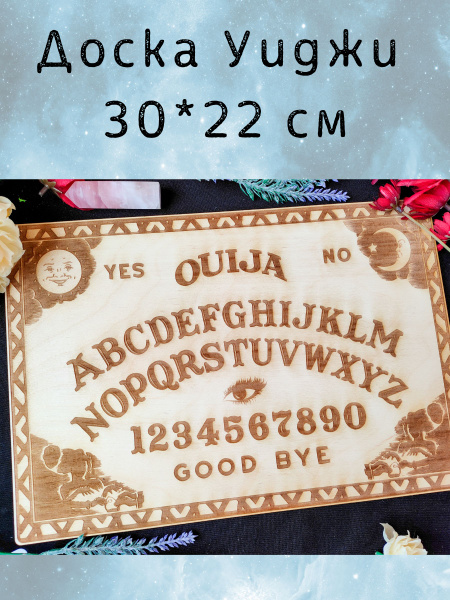 Доска Уиджи
30*22 см
YES OUIJA NO
ABCDEFGHIJKLM
NOPQRSTUVWXYZ
1234567890
GOOD BYE